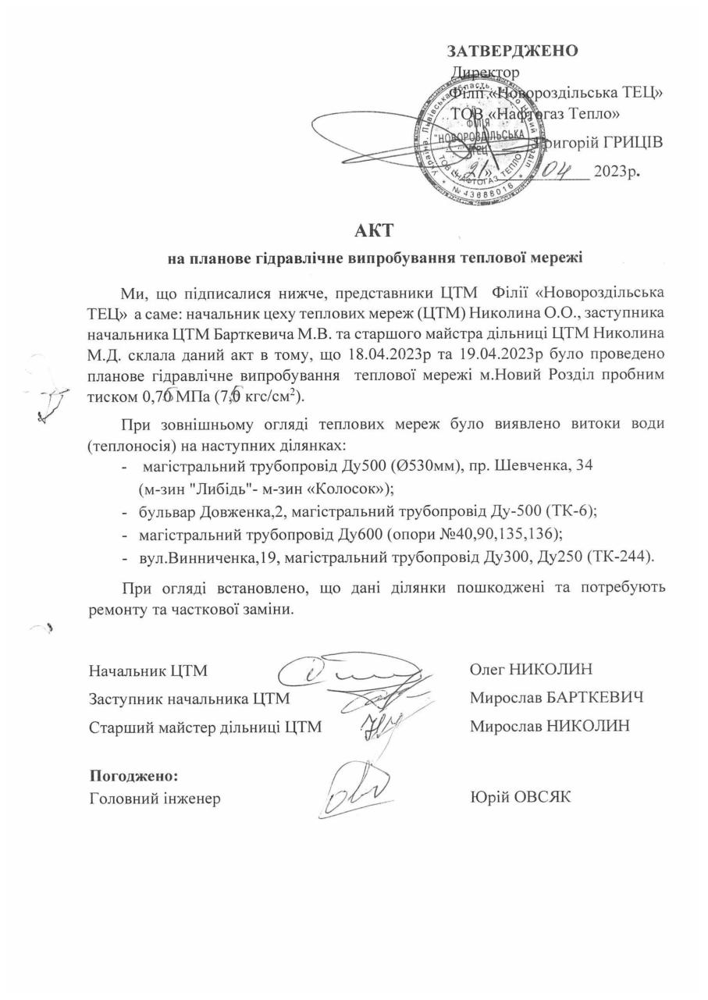 ЗАТВЕРДЖЕНО
Директор
Філії «Новороздільська ТЕЦ»
ТОВ «Нафтогаз Тепло»
Григорій ГРИЦІВ
« 21 » 04 2023р.
Україна, Львівська область, місто Новий Розділ
ФІЛІЯ
"НОВОРОЗДІЛЬСЬКА
ТЕЦ"
ТОВ «НАФТОГАЗ ТЕПЛО»
* № 43686016 *
АКТ
на планове гідравлічне випробування теплової мережі
Ми, що підписалися нижче, представники ЦТМ Філії «Новороздільська
ТЕЦ» а саме: начальник цеху теплових мереж (ЦТМ) Николина О.О., заступника
начальника ЦТМ Барткевича М.В. та старшого майстра дільниці ЦТМ Николина
М.Д. склала даний акт в тому, що 18.04.2023р та 19.04.2023р було проведено
планове гідравлічне випробування теплової мережі м.Новий Розділ пробним
тиском МПа ( кгс/см²).
При зовнішньому огляді теплових мереж було виявлено витоки води
(теплоносія) на наступних ділянках:
- магістральний трубопровід Ду500 (Ø530мм), пр. Шевченка, 34
(м-зин "Либідь"- м-зин «Колосок»);
- бульвар Довженка,2, магістральний трубопровід Ду-500 (ТК-6);
- магістральний трубопровід Ду600 (опори №40,90,135,136);
- вул.Винниченка,19, магістральний трубопровід Ду300, Ду250 (ТК-244).
При огляді встановлено, що дані ділянки пошкоджені та потребують
ремонту та часткової заміни.
Начальник ЦТМ Олег НИКОЛИН
Заступник начальника ЦТМ Мирослав БАРТКЕВИЧ
Старший майстер дільниці ЦТМ Мирослав НИКОЛИН
Погоджено:
Головний інженер Юрій ОВСЯК